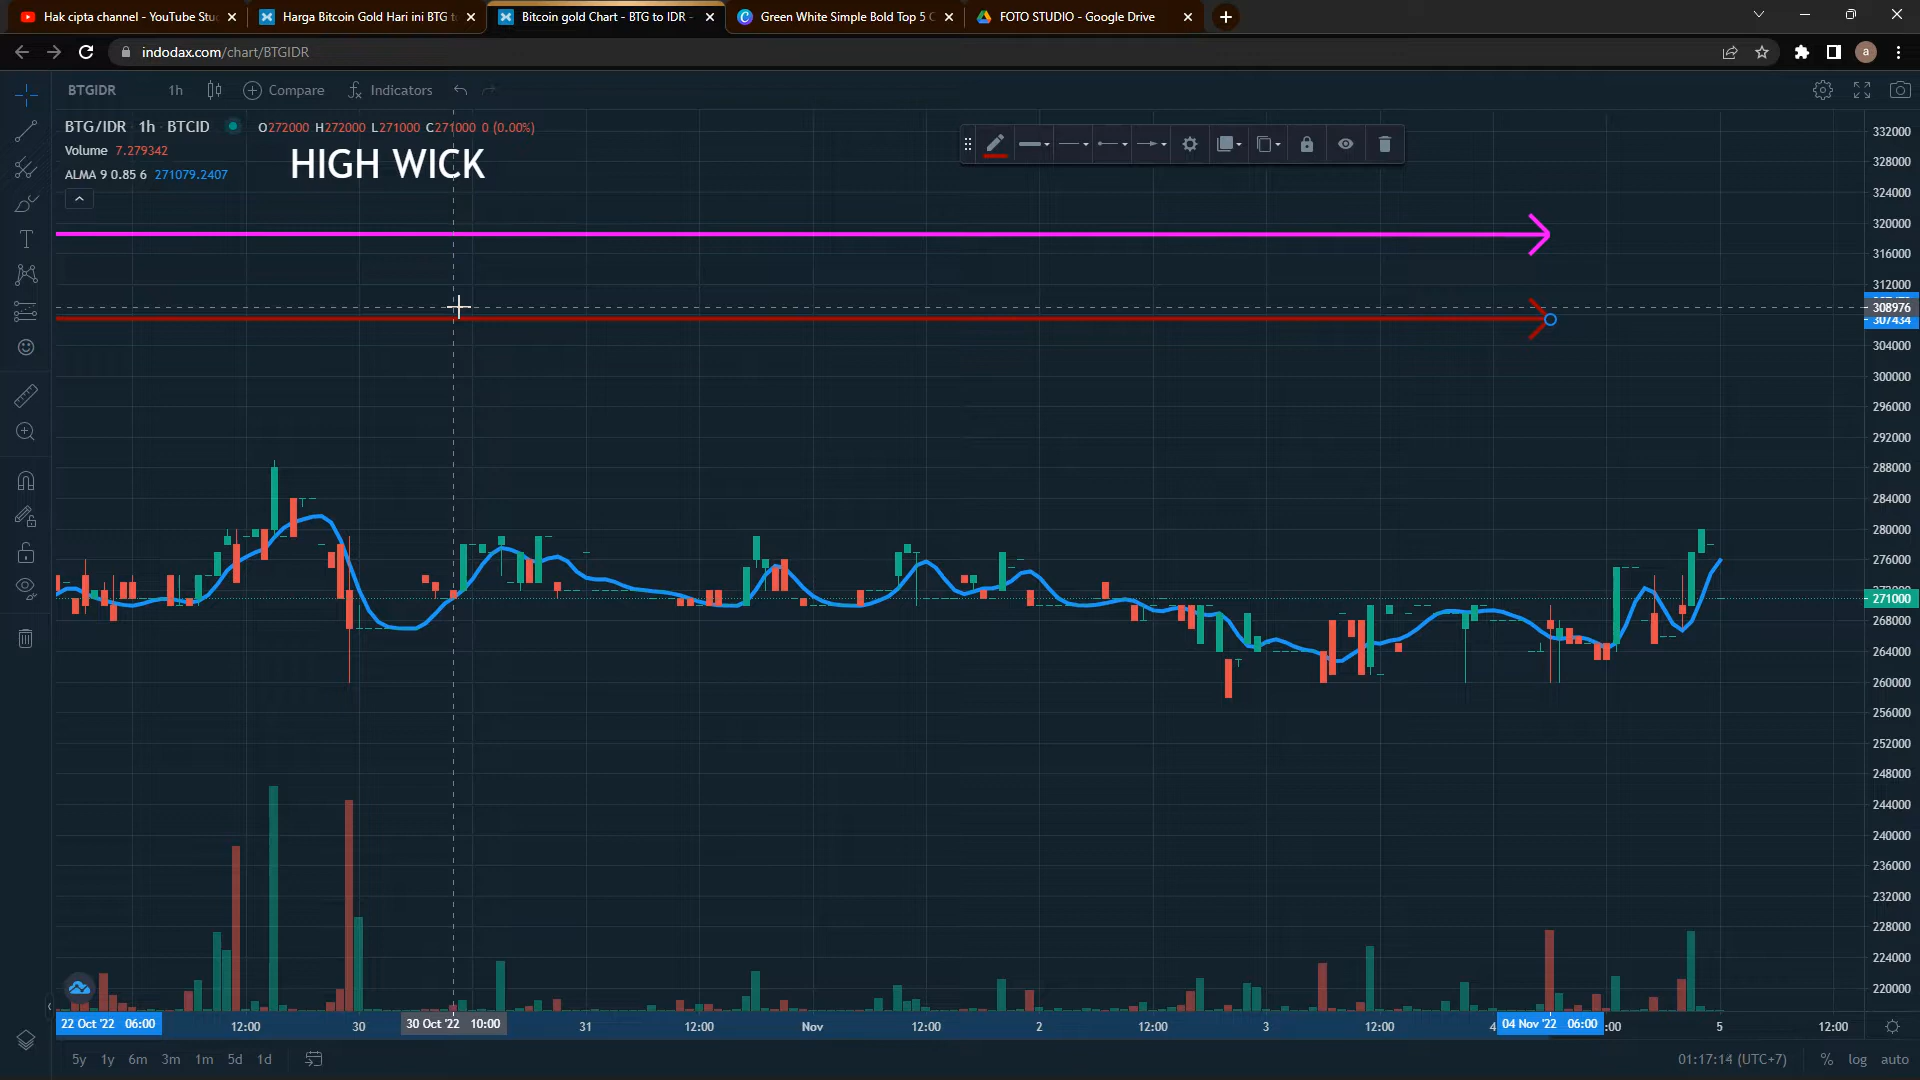 Hak cipta channel - YouTube Stu
Harga Bitcoin Gold Hari ini BTG t
Bitcoin gold Chart - BTG to IDR -
Green White Simple Bold Top 5 C
FOTO STUDIO - Google Drive
indodax.com/chart/BTGIDR
a
BTGIDR 1h Compare Indicators
BTG/IDR 1h BTCID O272000 H272000 L271000 C271000 0 (0.00%)
Volume 7.279342
ALMA 9 0.85 6 271079.2407
HIGH WICK
332000
328000
324000
320000
316000
312000
308976
307434
304000
300000
296000
292000
288000
284000
280000
276000
272000
271000
268000
264000
260000
256000
252000
248000
244000
240000
236000
232000
228000
224000
220000
22 Oct '22 06:00 12:00 30 30 Oct '22 10:00 31 12:00 Nov 12:00 2 12:00 3 12:00 4 04 Nov '22 06:00 :00 5 12:00
5y 1y 6m 3m 1m 5d 1d 01:17:14 (UTC+7) % log auto